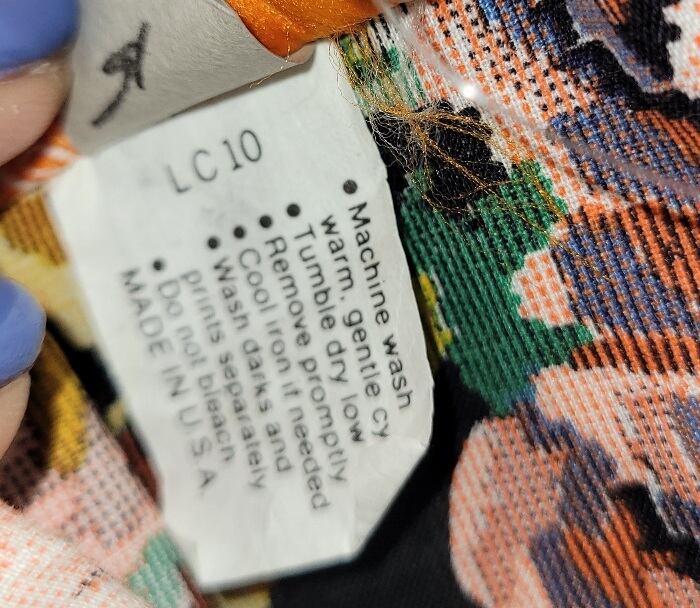 LC10
• Machine wash
warm, gentle cy
• Tumble dry low
• Remove promptly
• Cool iron if needed
• Wash darks and
prints separately
• Do not bleach
MADE IN U.S.A.